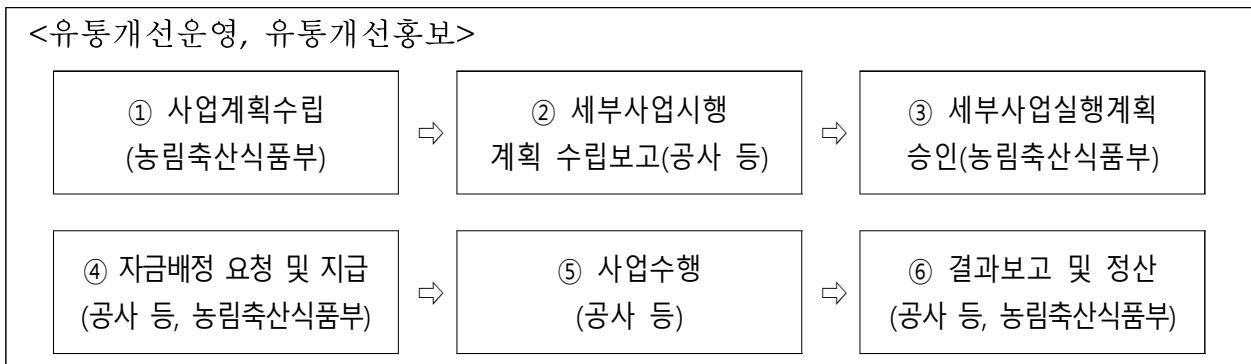 <유통개선운영, 유통개선홍보>
① 사업계획수립
(농림축산식품부)
⇨
② 세부사업시행
계획 수립보고(공사 등)
⇨
③ 세부사업실행계획
승인(농림축산식품부)
④ 자금배정 요청 및 지급
(공사 등, 농림축산식품부)
⇨
⑤ 사업수행
(공사 등)
⇨
⑥ 결과보고 및 정산
(공사 등, 농림축산식품부)